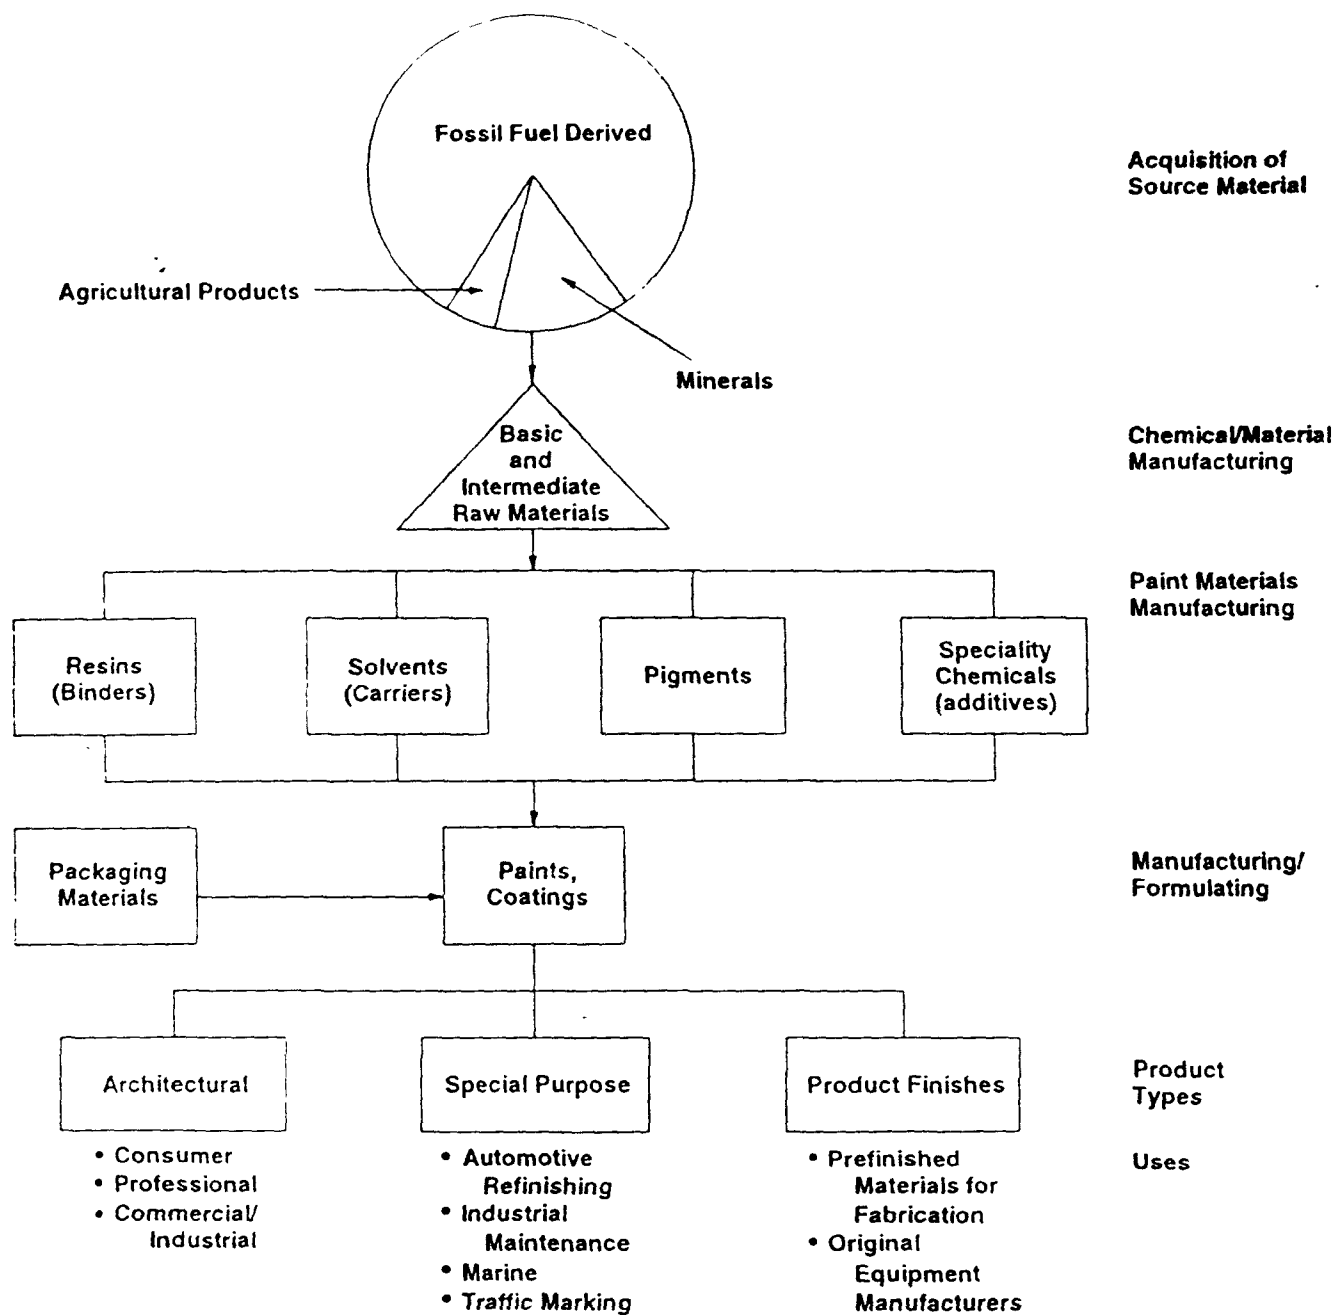 Fossil Fuel Derived
Acquisition of
Source Material
Agricultural Products
Minerals
Basic
and
Intermediate
Raw Materials
Chemical/Material
Manufacturing
Paint Materials
Manufacturing
Resins
(Binders)
Solvents
(Carriers)
Pigments
Speciality
Chemicals
(additives)
Packaging
Materials
Paints,
Coatings
Manufacturing/
Formulating
Architectural
Special Purpose
Product Finishes
Product
Types
• Consumer
• Professional
• Commercial/
Industrial
• Automotive
Refinishing
• Industrial
Maintenance
• Marine
• Traffic Marking
• Prefinished
Materials for
Fabrication
• Original
Equipment
Manufacturers
Uses